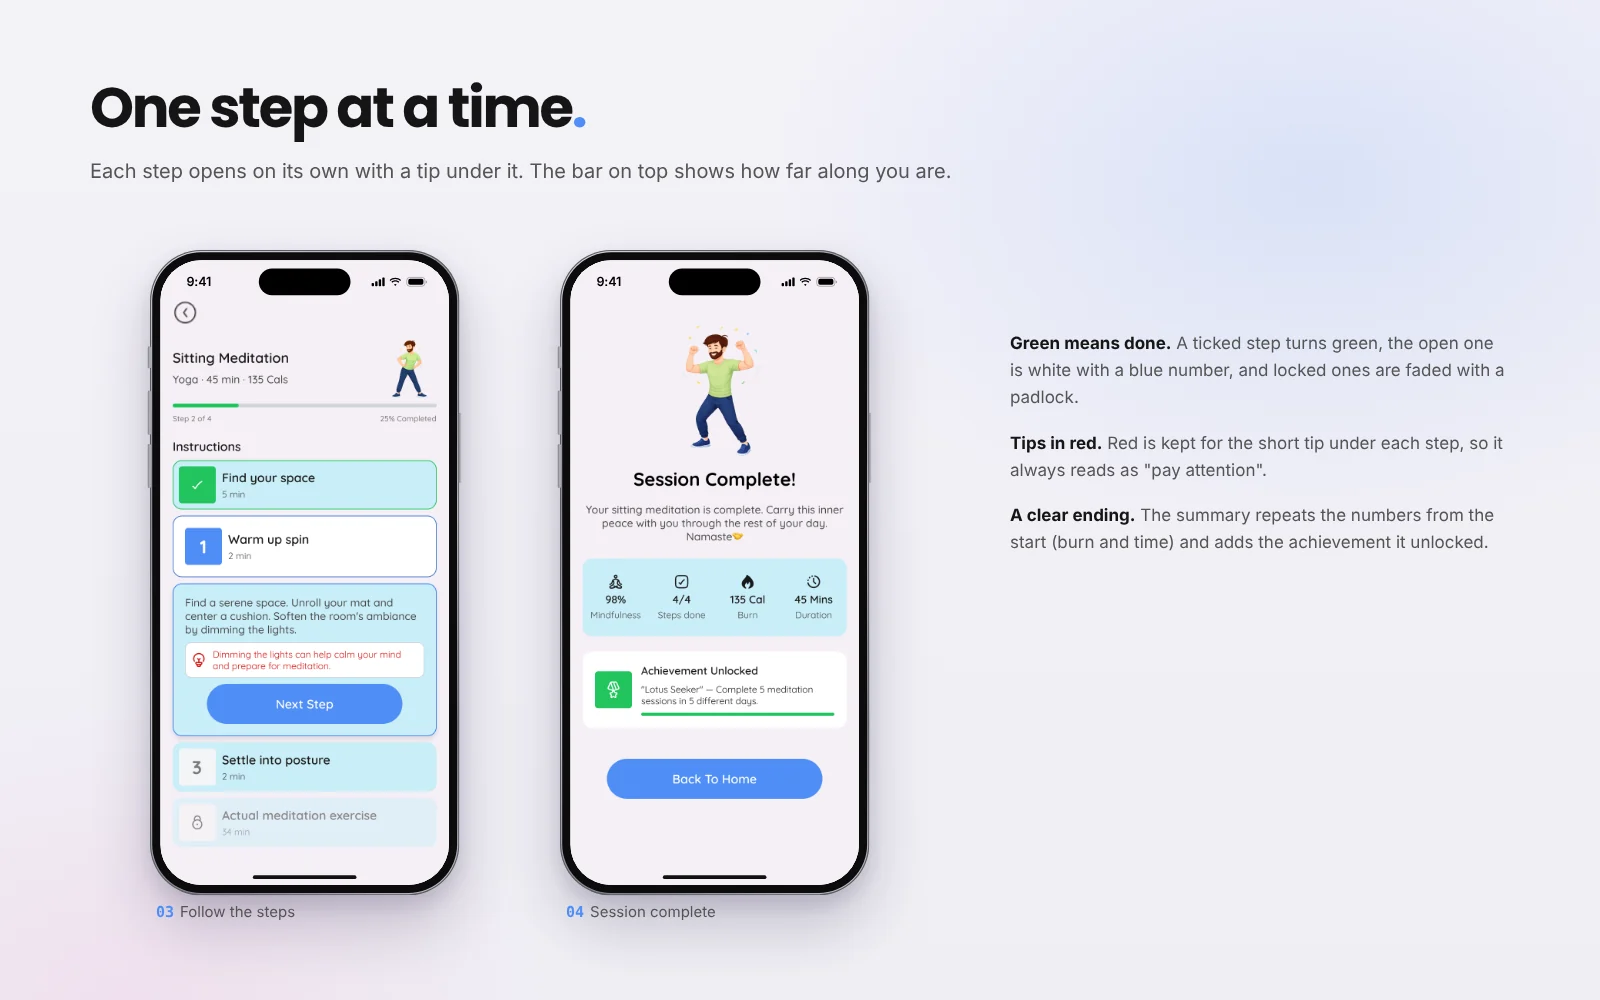 One step at a time.
Each step opens on its own with a tip under it. The bar on top shows how far along you are.
9:41
Sitting Meditation
Yoga · 45 min · 135 Cals
Step 2 of 4
25% Completed
Instructions
Find your space
5 min
1
Warm up spin
2 min
Find a serene space. Unroll your mat and
center a cushion. Soften the room's ambiance
by dimming the lights.
Dimming the lights can help calm your mind
and prepare for meditation.
Next Step
3
Settle into posture
2 min
Actual meditation exercise
34 min
03 Follow the steps
9:41
Session Complete!
Your sitting meditation is complete. Carry this inner
peace with you through the rest of your day.
Namaste🤝
98%
Mindfulness
4/4
Steps done
135 Cal
Burn
45 Mins
Duration
Achievement Unlocked
"Lotus Seeker" — Complete 5 meditation
sessions in 5 different days.
Back To Home
04 Session complete
Green means done. A ticked step turns green, the open one
is white with a blue number, and locked ones are faded with a
padlock.
Tips in red. Red is kept for the short tip under each step, so it
always reads as "pay attention".
A clear ending. The summary repeats the numbers from the
start (burn and time) and adds the achievement it unlocked.